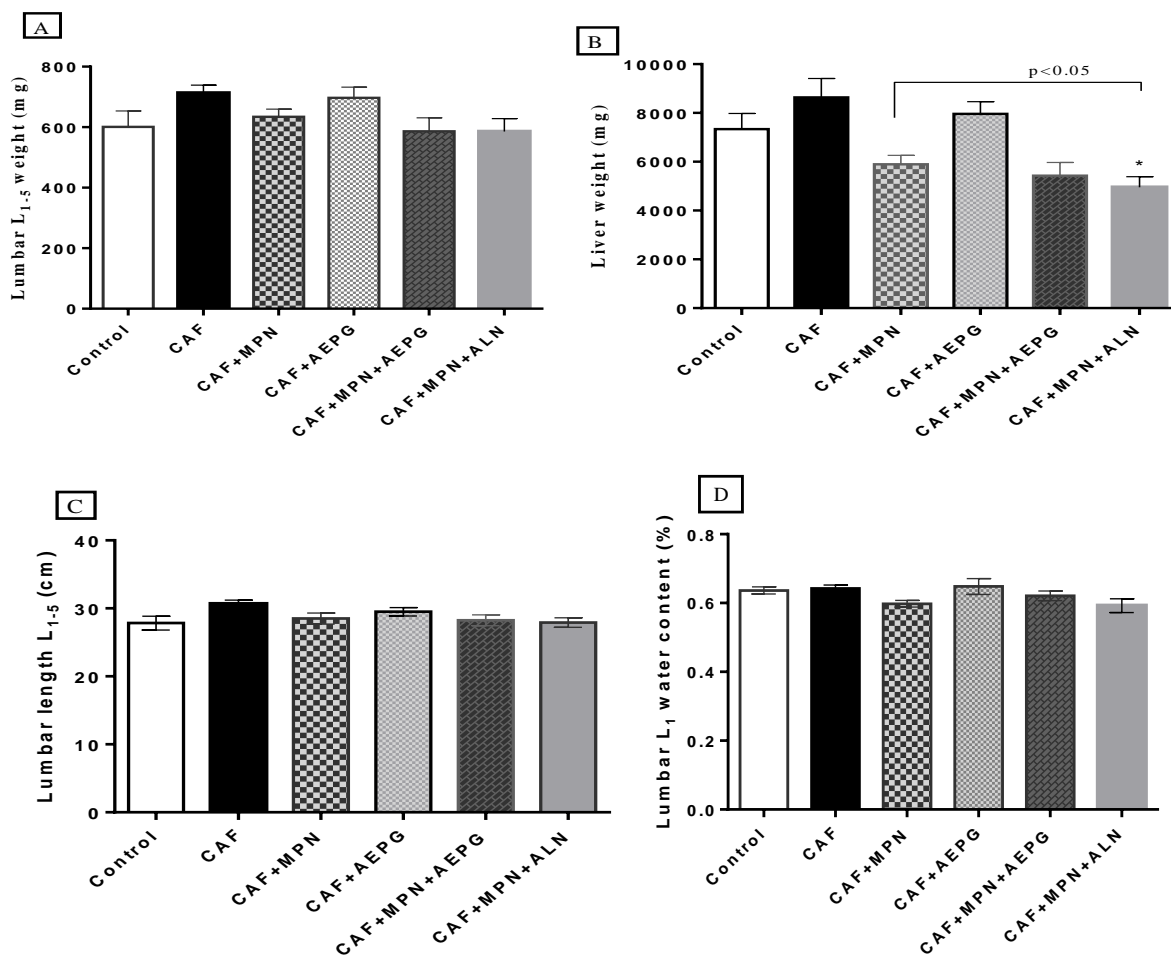 A
Lumbar L1-5 weight (mg)
800
600
400
200
0
Control
CAF
CAF+MPN
CAF+AEPG
CAF+MPN+AEPG
CAF+MPN+ALN
B
Liver weight (mg)
10000
8000
6000
4000
2000
0
p<0.05
*
Control
CAF
CAF+MPN
CAF+AEPG
CAF+MPN+AEPG
CAF+MPN+ALN
C
Lumbar length L1-5 (cm)
40
30
20
10
0
Control
CAF
CAF+MPN
CAF+AEPG
CAF+MPN+AEPG
CAF+MPN+ALN
D
Lumbar L1 water content (%)
0.8
0.6
0.4
0.2
0.0
Control
CAF
CAF+MPN
CAF+AEPG
CAF+MPN+AEPG
CAF+MPN+ALN